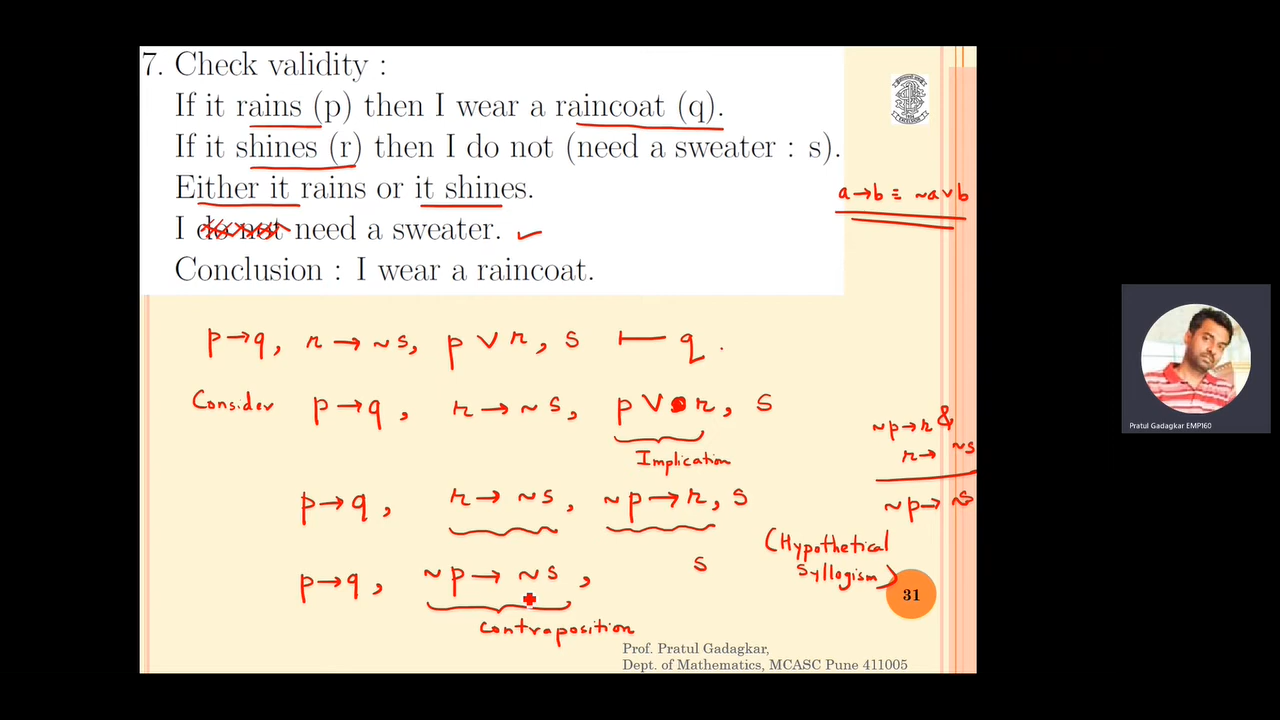 7. Check validity :
If it rains (p) then I wear a raincoat (q).
If it shines (r) then I do not (need a sweater : s).
Either it rains or it shines.
a→b ≡ ~a∨b
I do not need a sweater. ✓
Conclusion : I wear a raincoat.
p→q, r→~s, p∨r, s ⊢ q.
Consider p→q, r→~s, p∨r, s
Implication
~p→r &
r→~s
~p→~s
p→q, r→~s, ~p→r, s
(Hypothetical
Syllogism)
p→q, ~p→~s, s
Contraposition
31
Prof. Pratul Gadagkar,
Dept. of Mathematics, MCASC Pune 411005
Pratul Gadagkar EMP160